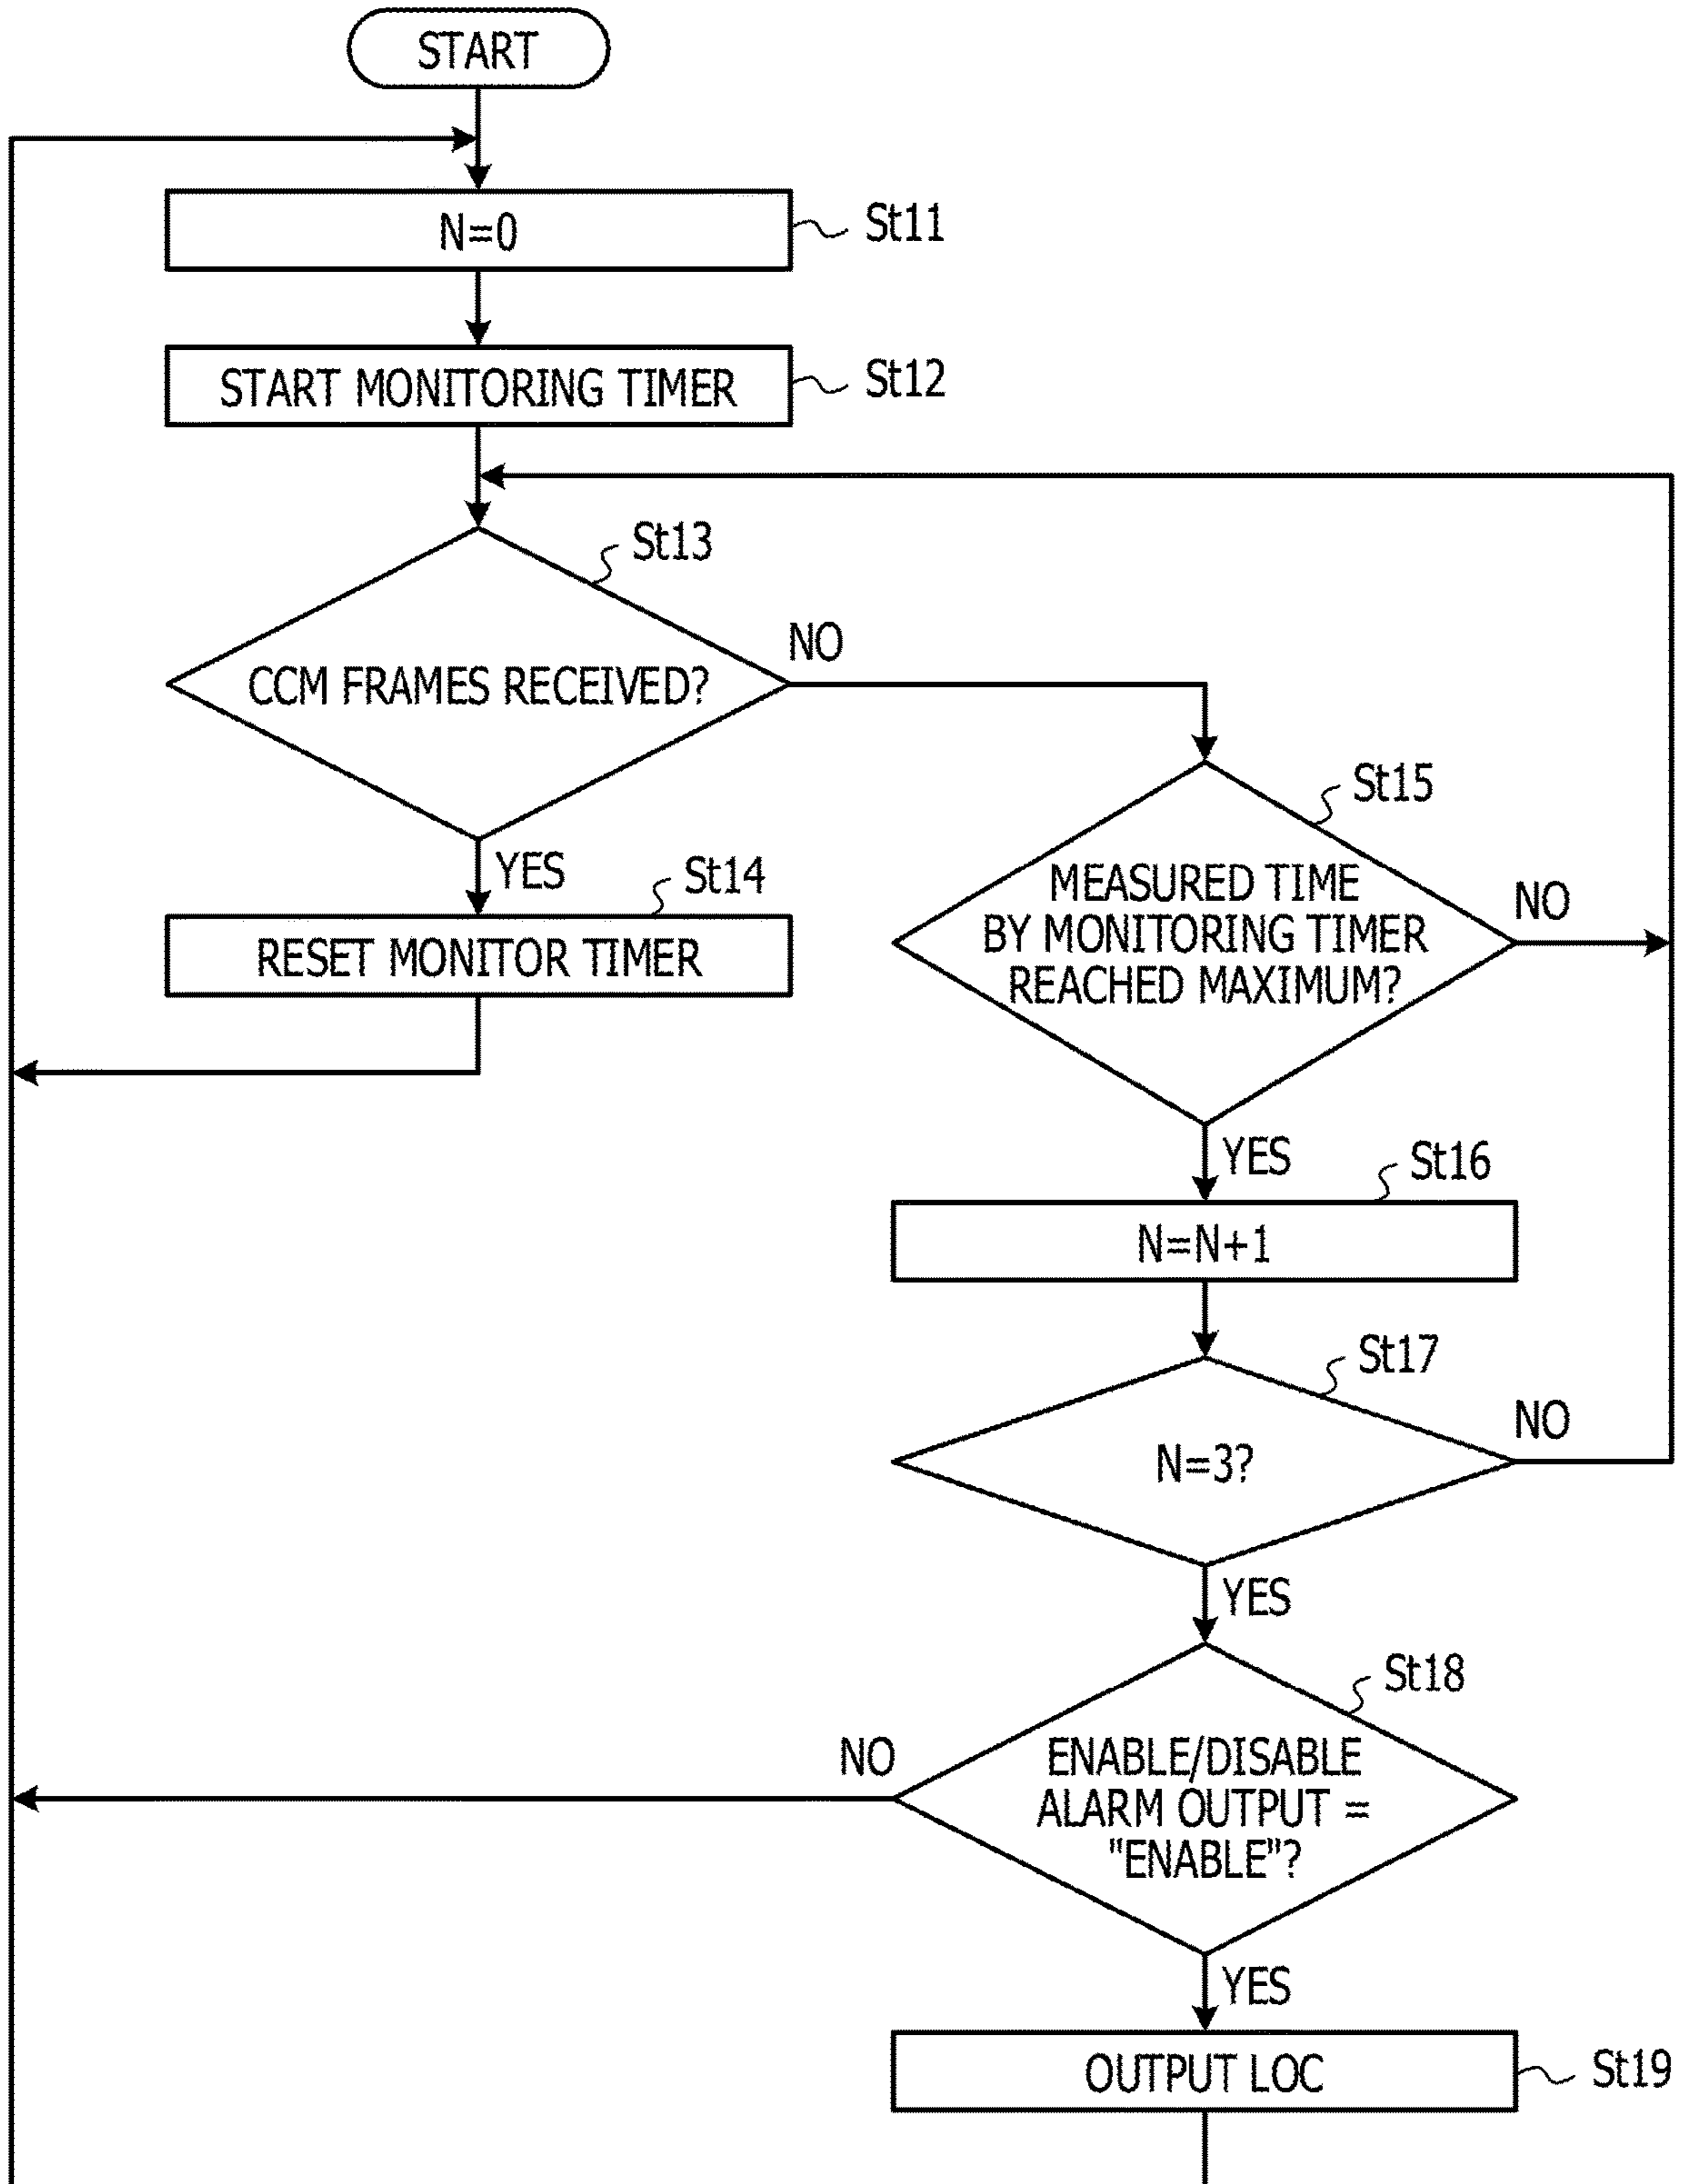 START
N=0
St11
START MONITORING TIMER
St12
St13
CCM FRAMES RECEIVED?
NO
YES
St14
RESET MONITOR TIMER
St15
MEASURED TIME
BY MONITORING TIMER
REACHED MAXIMUM?
NO
YES
St16
N=N+1
St17
N=3?
NO
YES
St18
ENABLE/DISABLE
ALARM OUTPUT =
"ENABLE"?
NO
YES
OUTPUT LOC
St19